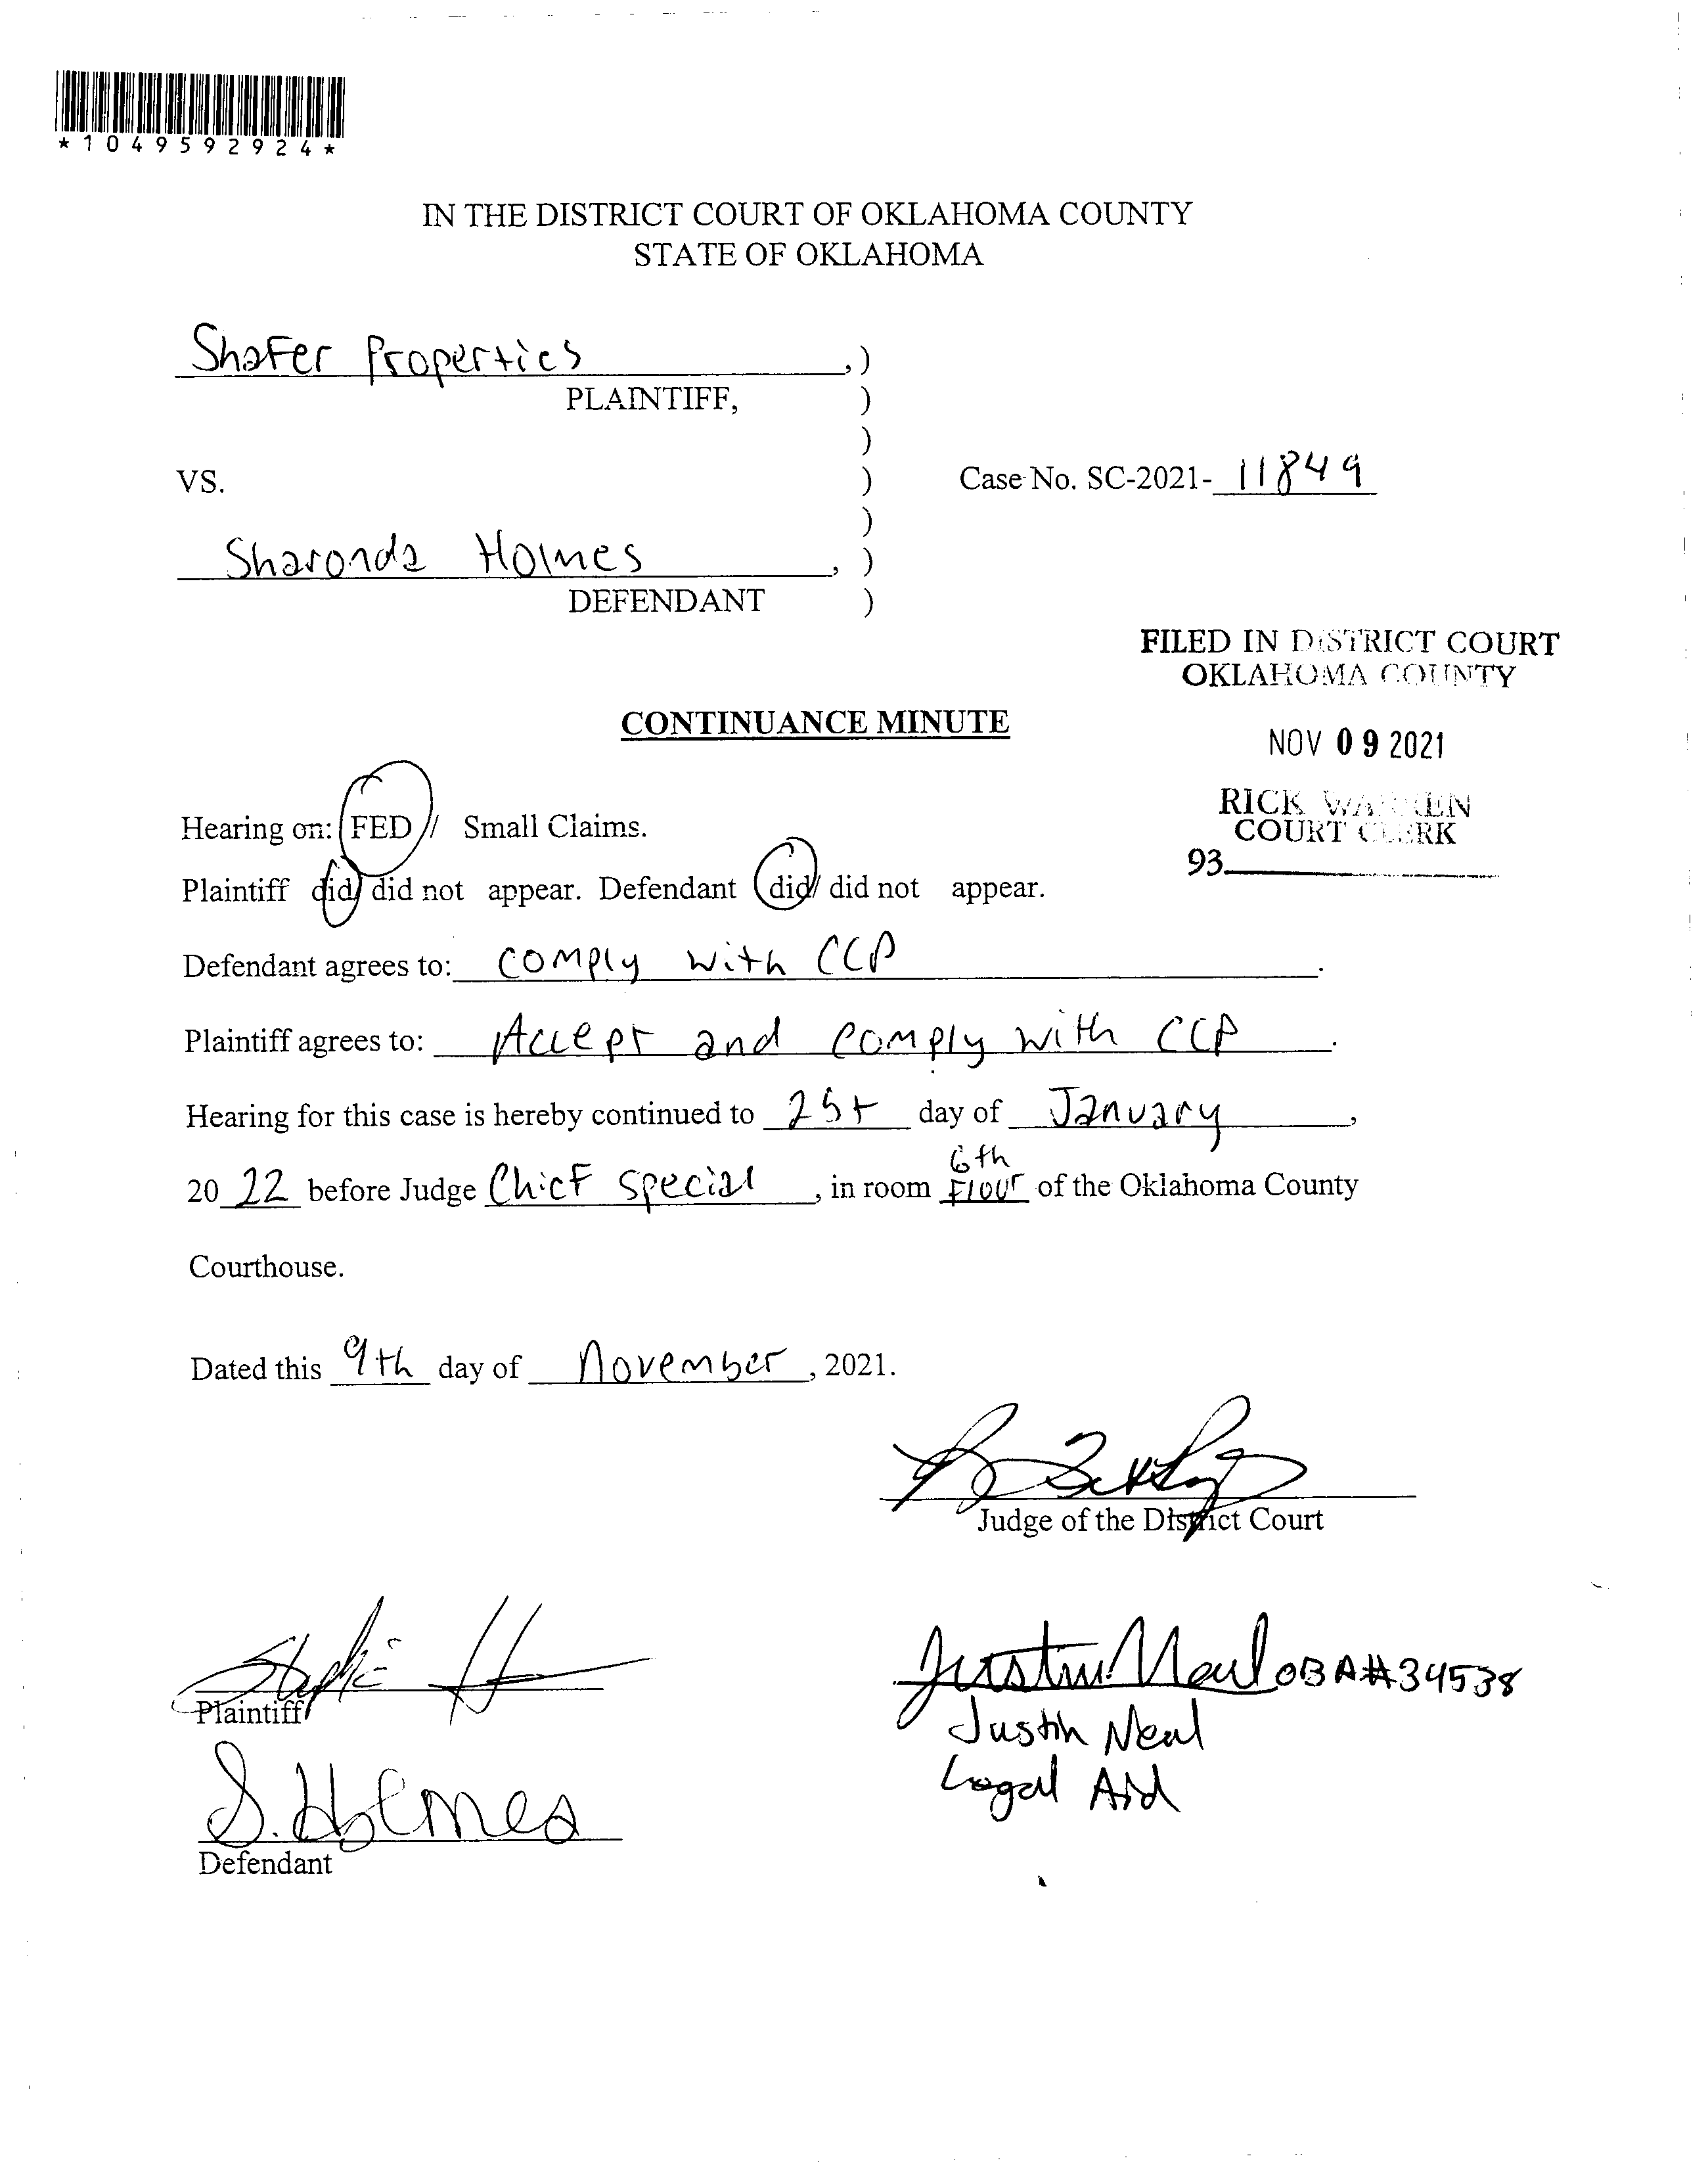 *1049592924*
IN THE DISTRICT COURT OF OKLAHOMA COUNTY
STATE OF OKLAHOMA
Shafer Properties ,)
PLAINTIFF, )
)
VS. ) Case No. SC-2021- 11849
)
Sharonda Holmes , )
DEFENDANT )
FILED IN DISTRICT COURT
OKLAHOMA COUNTY
CONTINUANCE MINUTE
NOV 09 2021
RICK WARREN
COURT CLERK
93
Hearing on: FED // Small Claims.
Plaintiff did/ did not appear. Defendant did/ did not appear.
Defendant agrees to: comply with CCP .
Plaintiff agrees to: Accept and comply with CCP .
Hearing for this case is hereby continued to day of January ,
6th
20 22 before Judge Chief Special , in room Floor of the Oklahoma County
Courthouse.
Dated this 9th day of November , 2021.
Judge of the District Court
Justin Neal OBA#34538
Plaintiff
Justin Neal
Legal Aid
S. Holmes
Defendant